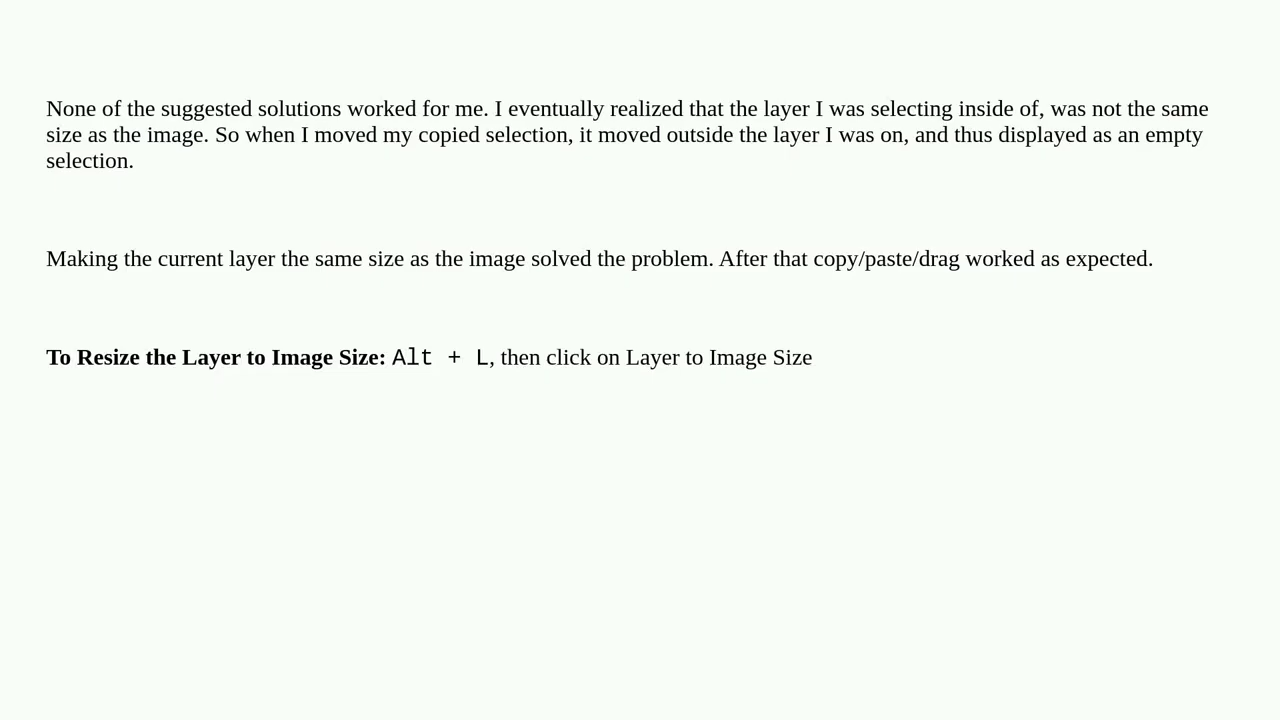 None of the suggested solutions worked for me. I eventually realized that the layer I was selecting inside of, was not the same
size as the image. So when I moved my copied selection, it moved outside the layer I was on, and thus displayed as an empty
selection.
Making the current layer the same size as the image solved the problem. After that copy/paste/drag worked as expected.
To Resize the Layer to Image Size: Alt + L, then click on Layer to Image Size